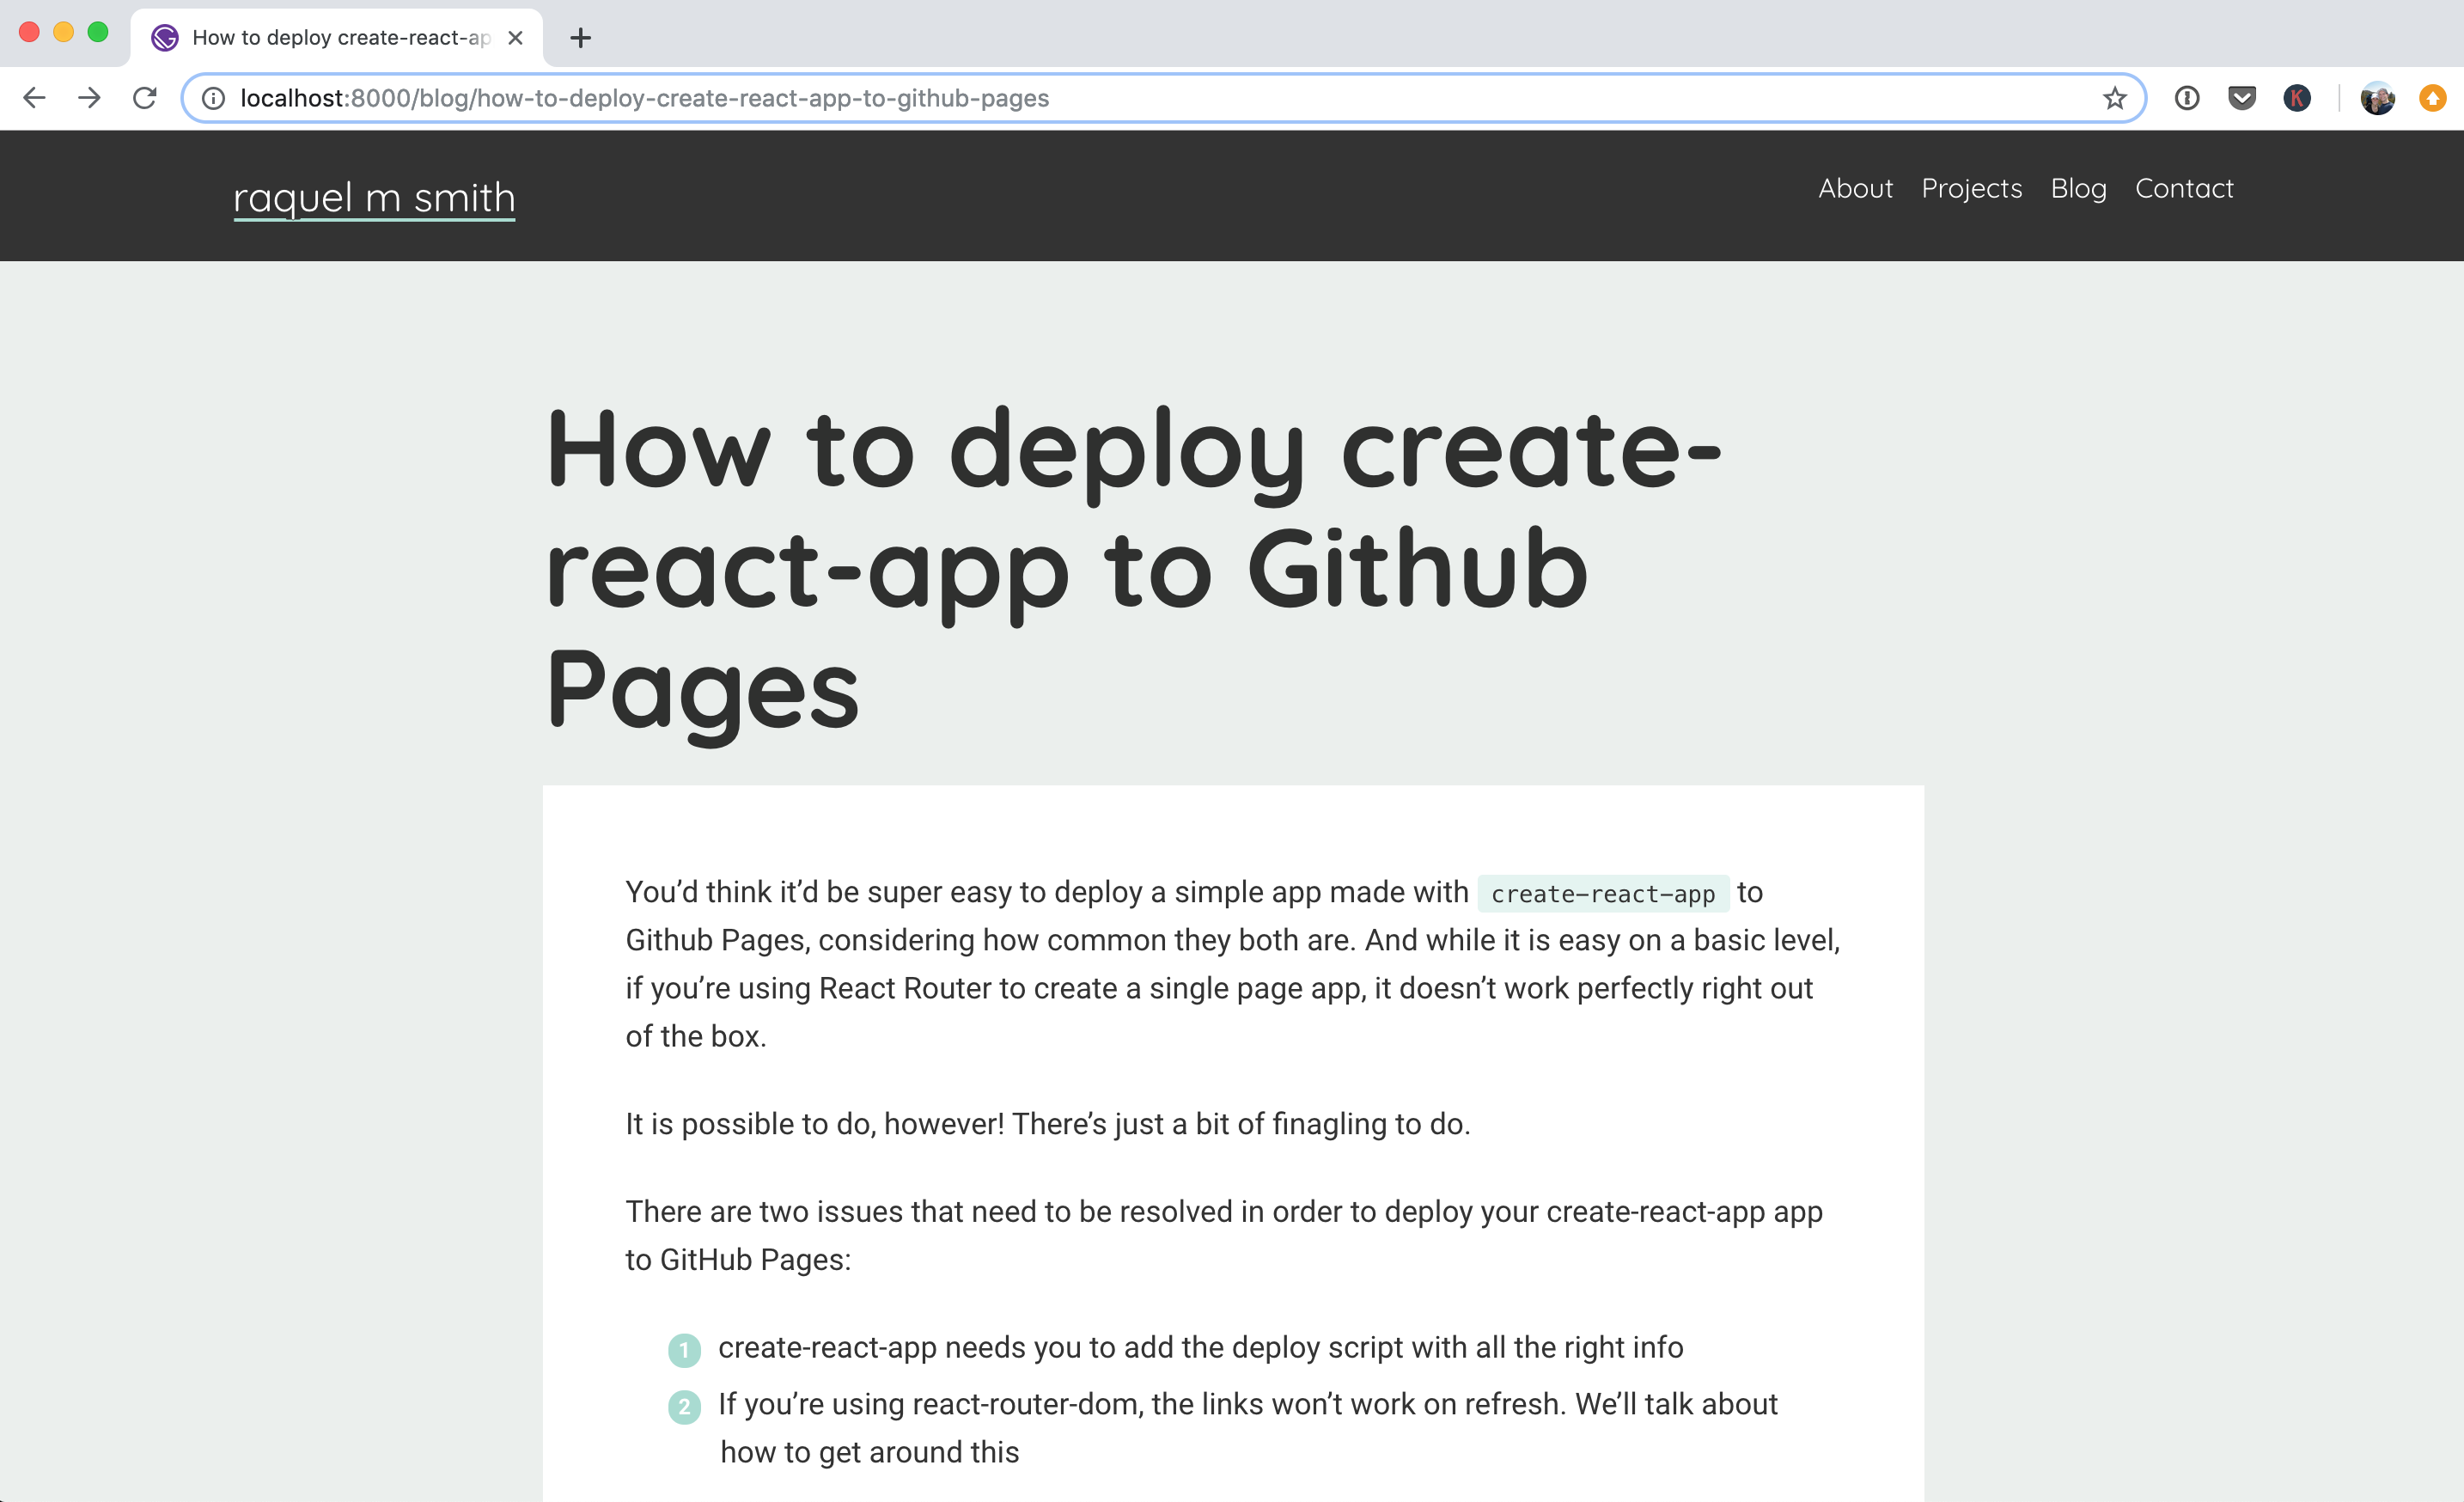 How to deploy create-react-ap
localhost:8000/blog/how-to-deploy-create-react-app-to-github-pages
K
raquel m smith
About Projects Blog Contact
How to deploy create-
react-app to Github
Pages
You’d think it’d be super easy to deploy a simple app made with create-react-app to
Github Pages, considering how common they both are. And while it is easy on a basic level,
if you’re using React Router to create a single page app, it doesn’t work perfectly right out
of the box.
It is possible to do, however! There’s just a bit of finagling to do.
There are two issues that need to be resolved in order to deploy your create-react-app app
to GitHub Pages:
1 create-react-app needs you to add the deploy script with all the right info
2 If you’re using react-router-dom, the links won’t work on refresh. We’ll talk about
how to get around this